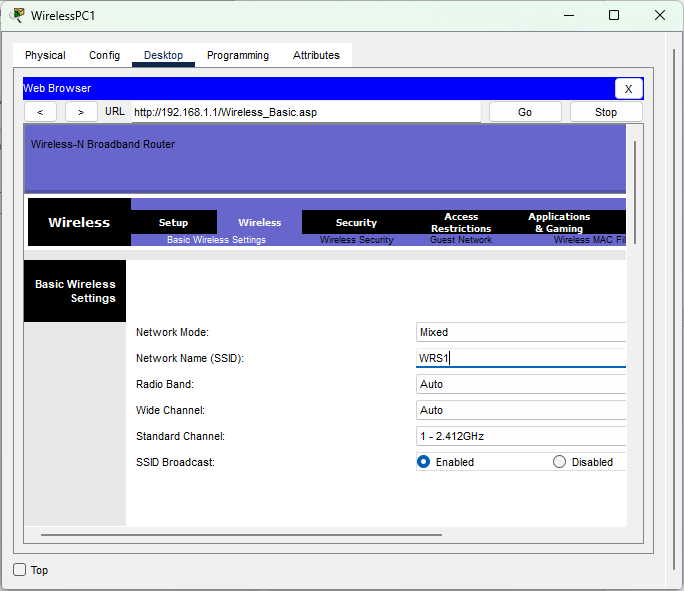 WirelessPC1
Physical Config Desktop Programming Attributes
Web Browser X
< > URL http://192.168.1.1/Wireless_Basic.asp Go Stop
Wireless-N Broadband Router
Wireless Setup Wireless Security Access Restrictions Applications & Gaming
Basic Wireless Settings Wireless Security Guest Network Wireless MAC Fil
Basic Wireless Settings
Network Mode: Mixed
Network Name (SSID): WRS1
Radio Band: Auto
Wide Channel: Auto
Standard Channel: 1 - 2.412GHz
SSID Broadcast: Enabled Disabled
Top